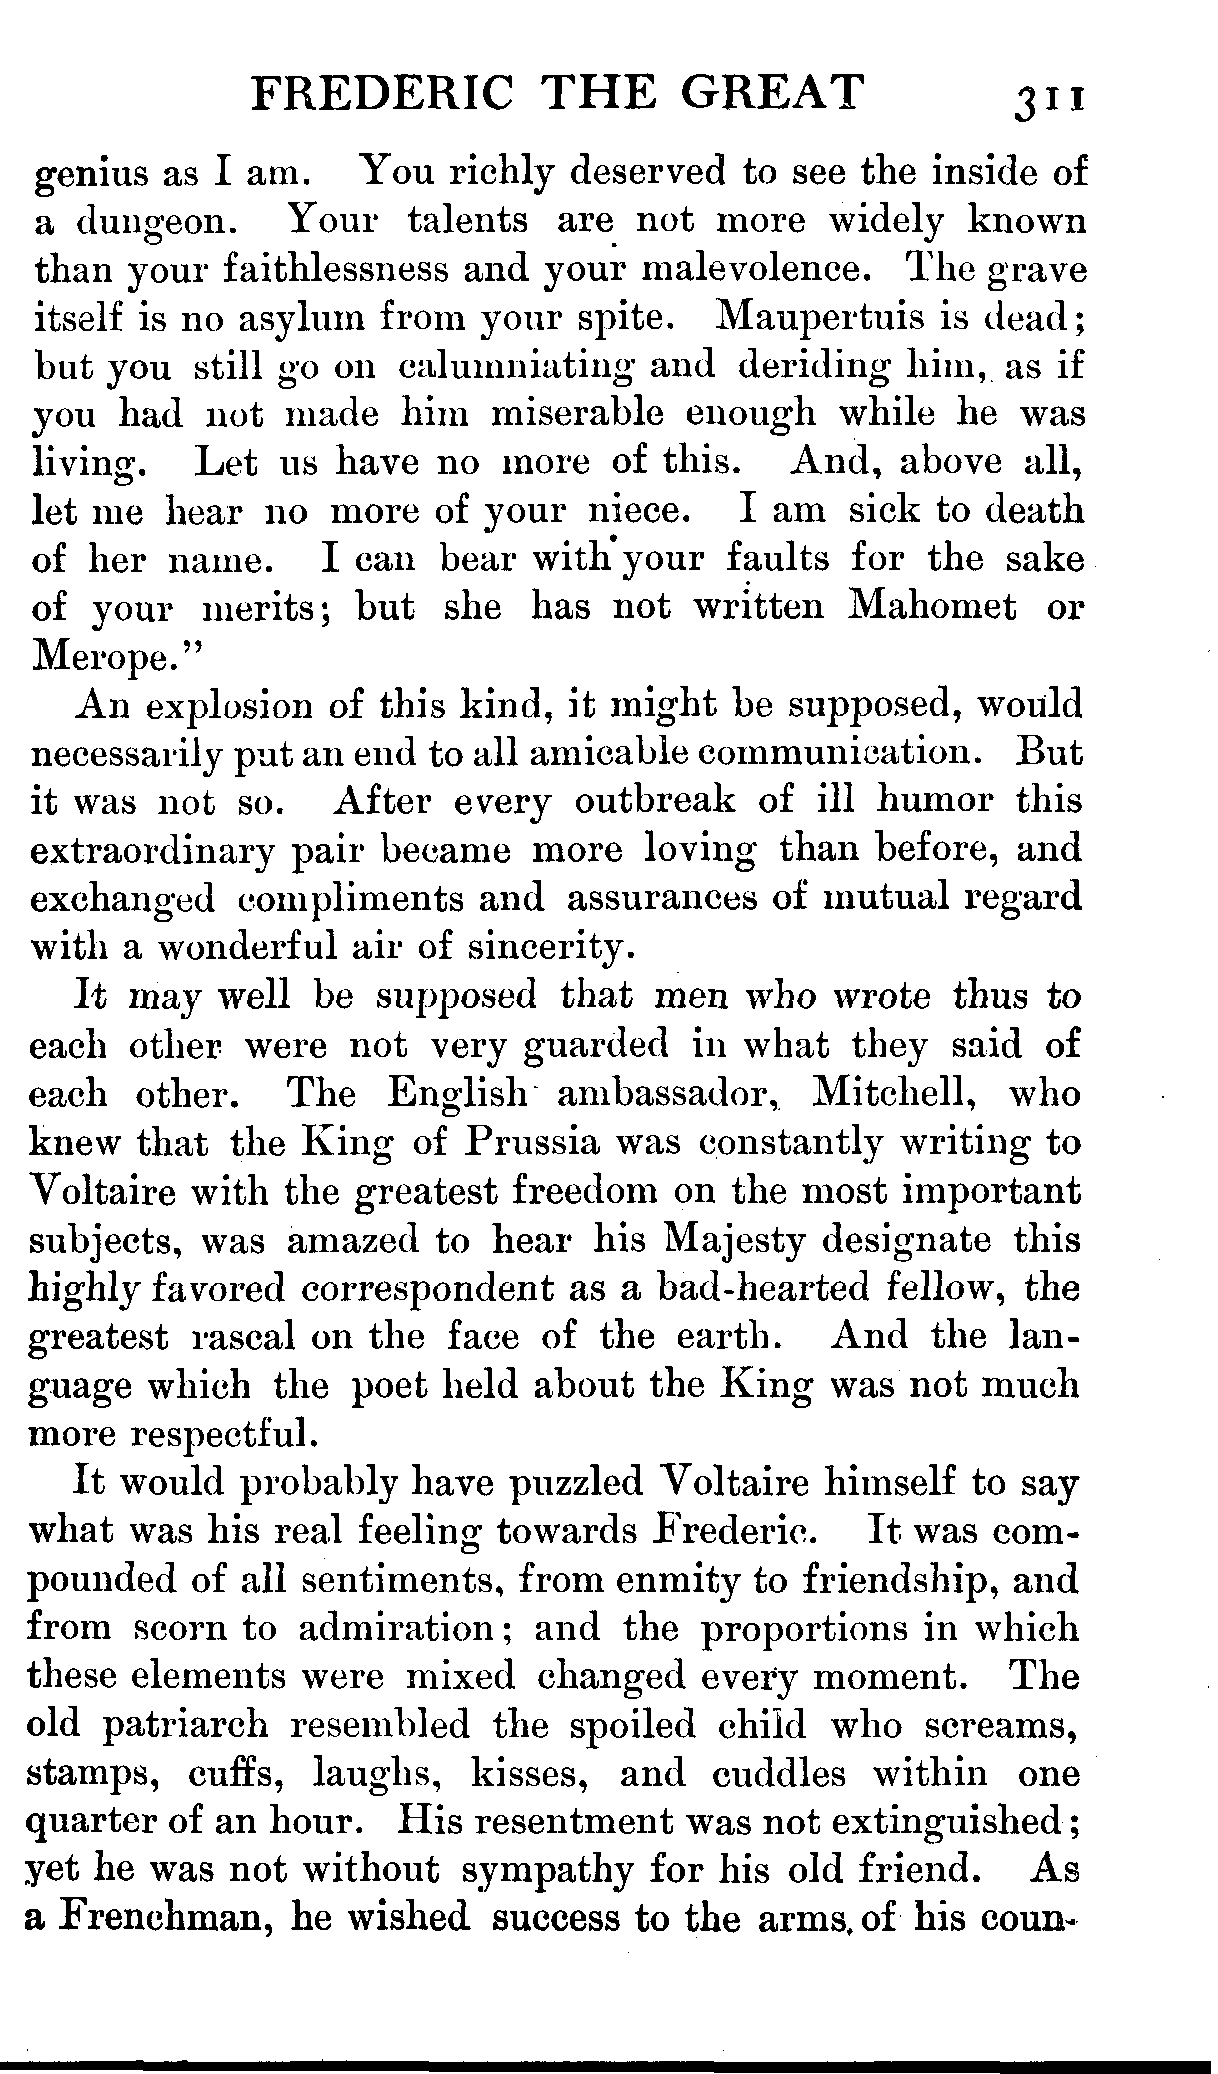 FREDERIC THE GREAT 311
genius as I am. You richly deserved to see the inside of
a dungeon. Your talents are not more widely known
than your faithlessness and your malevolence. The grave
itself is no asylum from your spite. Maupertuis is dead;
but you still go on calumniating and deriding him, as if
you had not made him miserable enough while he was
living. Let us have no more of this. And, above all,
let me hear no more of your niece. I am sick to death
of her name. I can bear with your faults for the sake
of your merits; but she has not written Mahomet or
Merope."
An explosion of this kind, it might be supposed, would
necessarily put an end to all amicable communication. But
it was not so. After every outbreak of ill humor this
extraordinary pair became more loving than before, and
exchanged compliments and assurances of mutual regard
with a wonderful air of sincerity.
It may well be supposed that men who wrote thus to
each other were not very guarded in what they said of
each other. The English ambassador, Mitchell, who
knew that the King of Prussia was constantly writing to
Voltaire with the greatest freedom on the most important
subjects, was amazed to hear his Majesty designate this
highly favored correspondent as a bad-hearted fellow, the
greatest rascal on the face of the earth. And the lan-
guage which the poet held about the King was not much
more respectful.
It would probably have puzzled Voltaire himself to say
what was his real feeling towards Frederic. It was com-
pounded of all sentiments, from enmity to friendship, and
from scorn to admiration; and the proportions in which
these elements were mixed changed every moment. The
old patriarch resembled the spoiled child who screams,
stamps, cuffs, laughs, kisses, and cuddles within one
quarter of an hour. His resentment was not extinguished;
yet he was not without sympathy for his old friend. As
a Frenchman, he wished success to the arms of his coun-